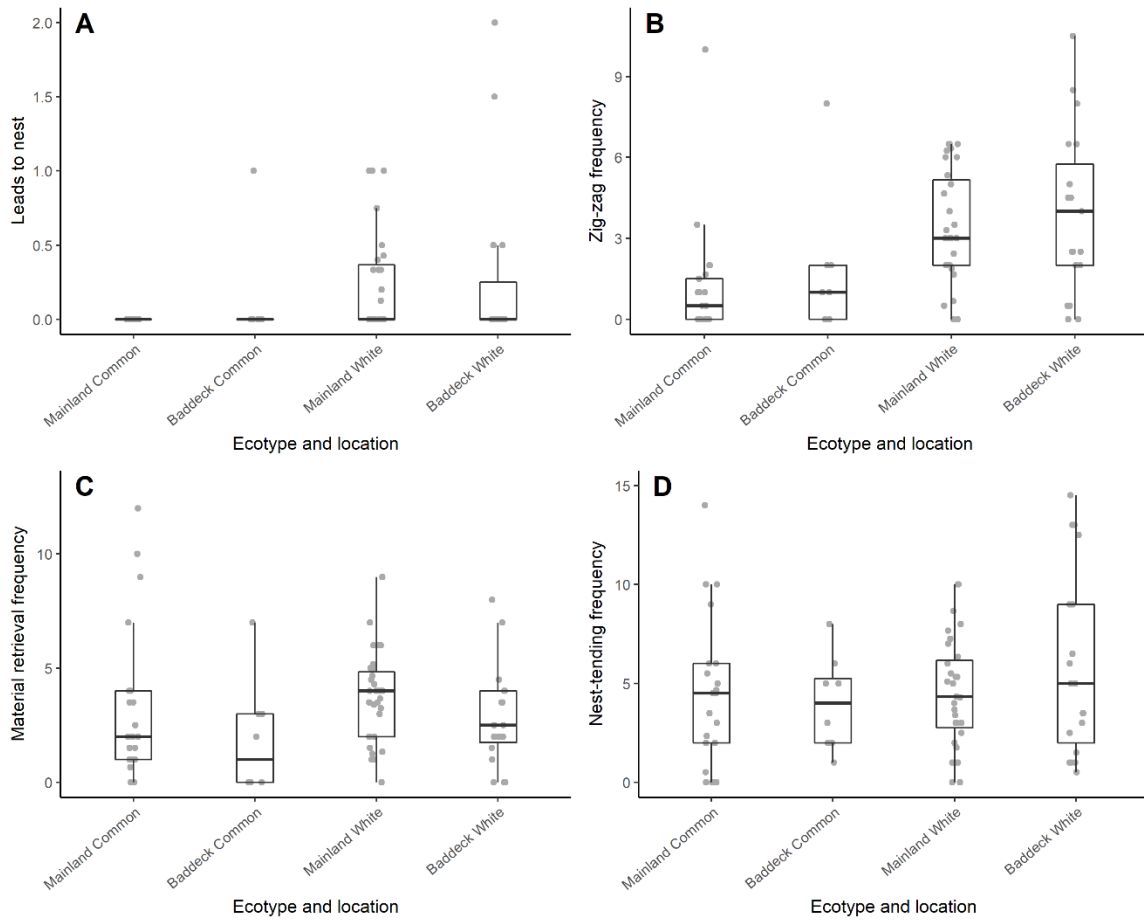 A
Leads to nest
2.0
1.5
1.0
0.5
0.0
Mainland Common
Baddeck Common
Mainland White
Baddeck White
Ecotype and location
B
Zig-zag frequency
9
6
3
0
Mainland Common
Baddeck Common
Mainland White
Baddeck White
Ecotype and location
C
Material retrieval frequency
10
5
0
Mainland Common
Baddeck Common
Mainland White
Baddeck White
Ecotype and location
D
Nest-tending frequency
15
10
5
0
Mainland Common
Baddeck Common
Mainland White
Baddeck White
Ecotype and location